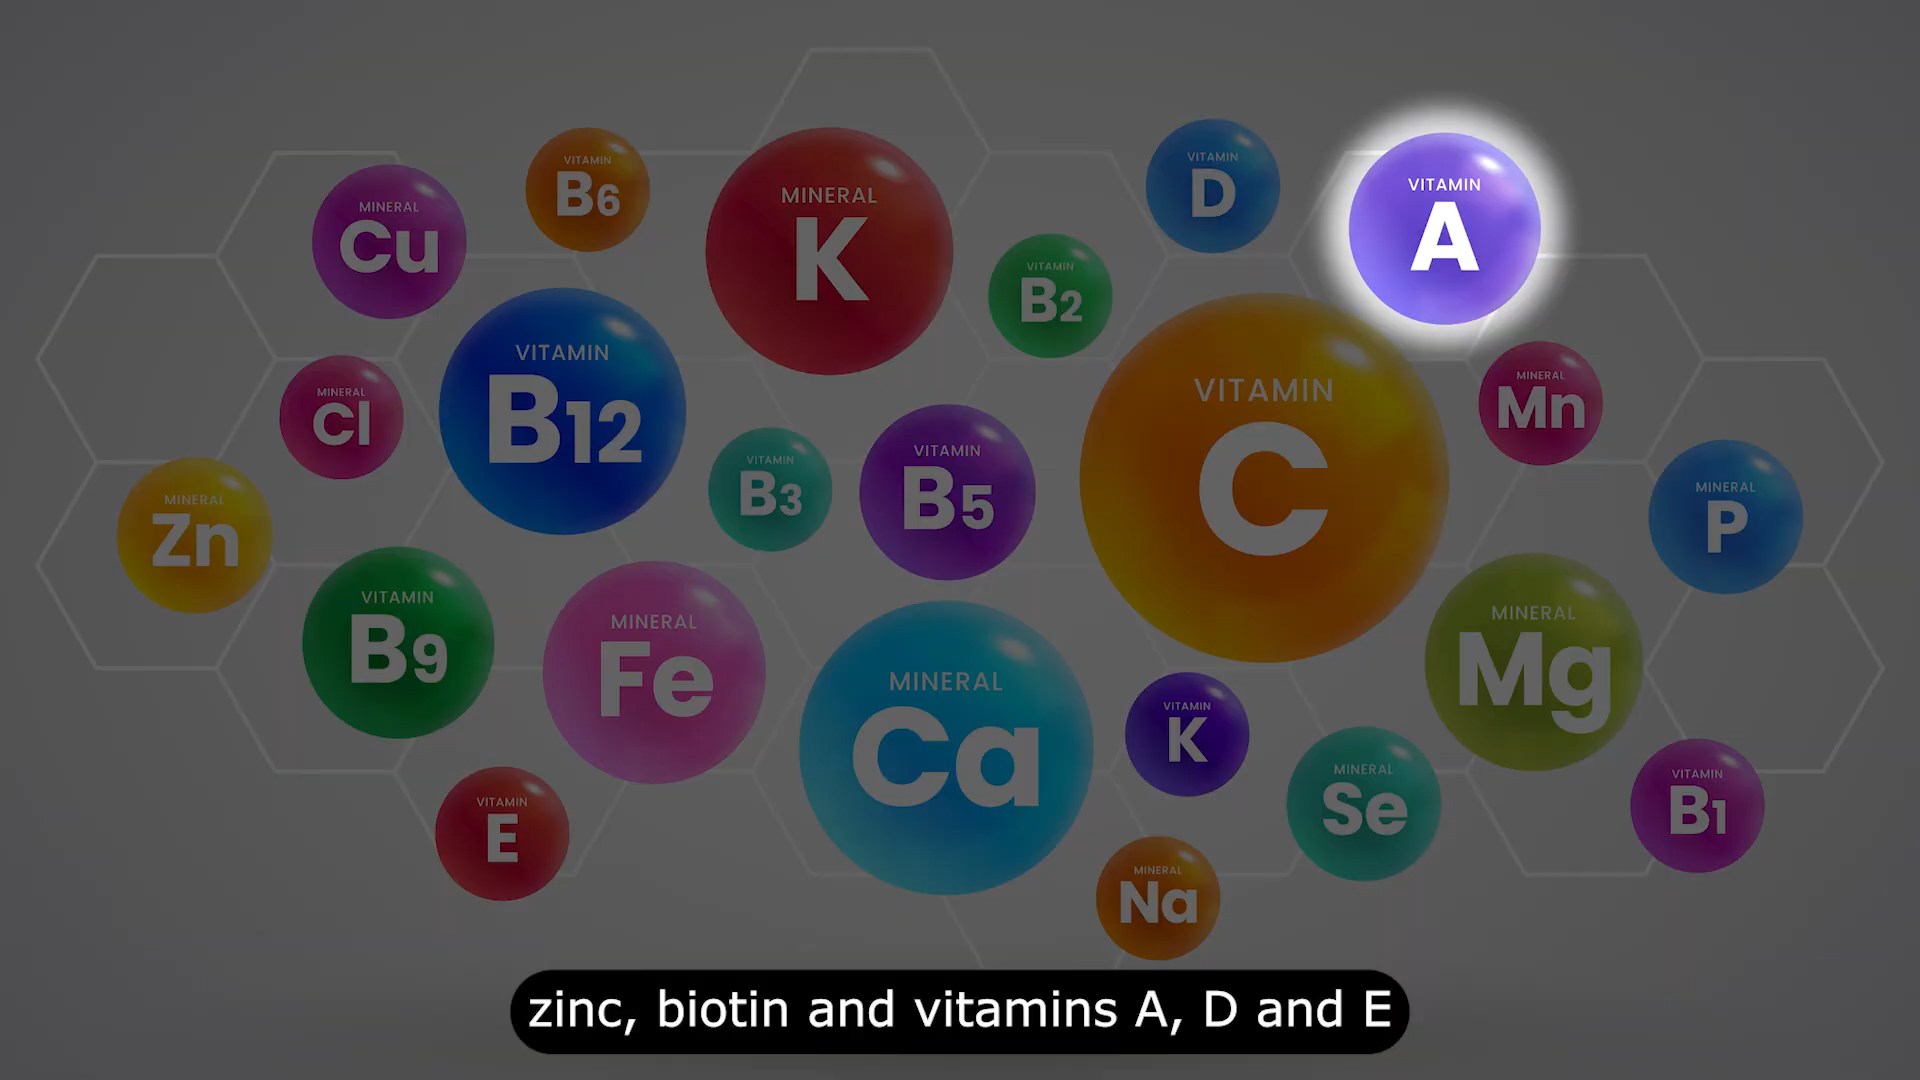 VITAMIN
D
VITAMIN
B6
VITAMIN
A
MINERAL
K
MINERAL
Cu
VITAMIN
B2
VITAMIN
B12
MINERAL
Mn
VITAMIN
C
MINERAL
Cl
VITAMIN
B5
VITAMIN
B3
MINERAL
P
MINERAL
Zn
VITAMIN
B9
MINERAL
Mg
MINERAL
Fe
MINERAL
Ca
VITAMIN
K
MINERAL
Se
VITAMIN
B1
VITAMIN
E
MINERAL
Na
zinc, biotin and vitamins A, D and E